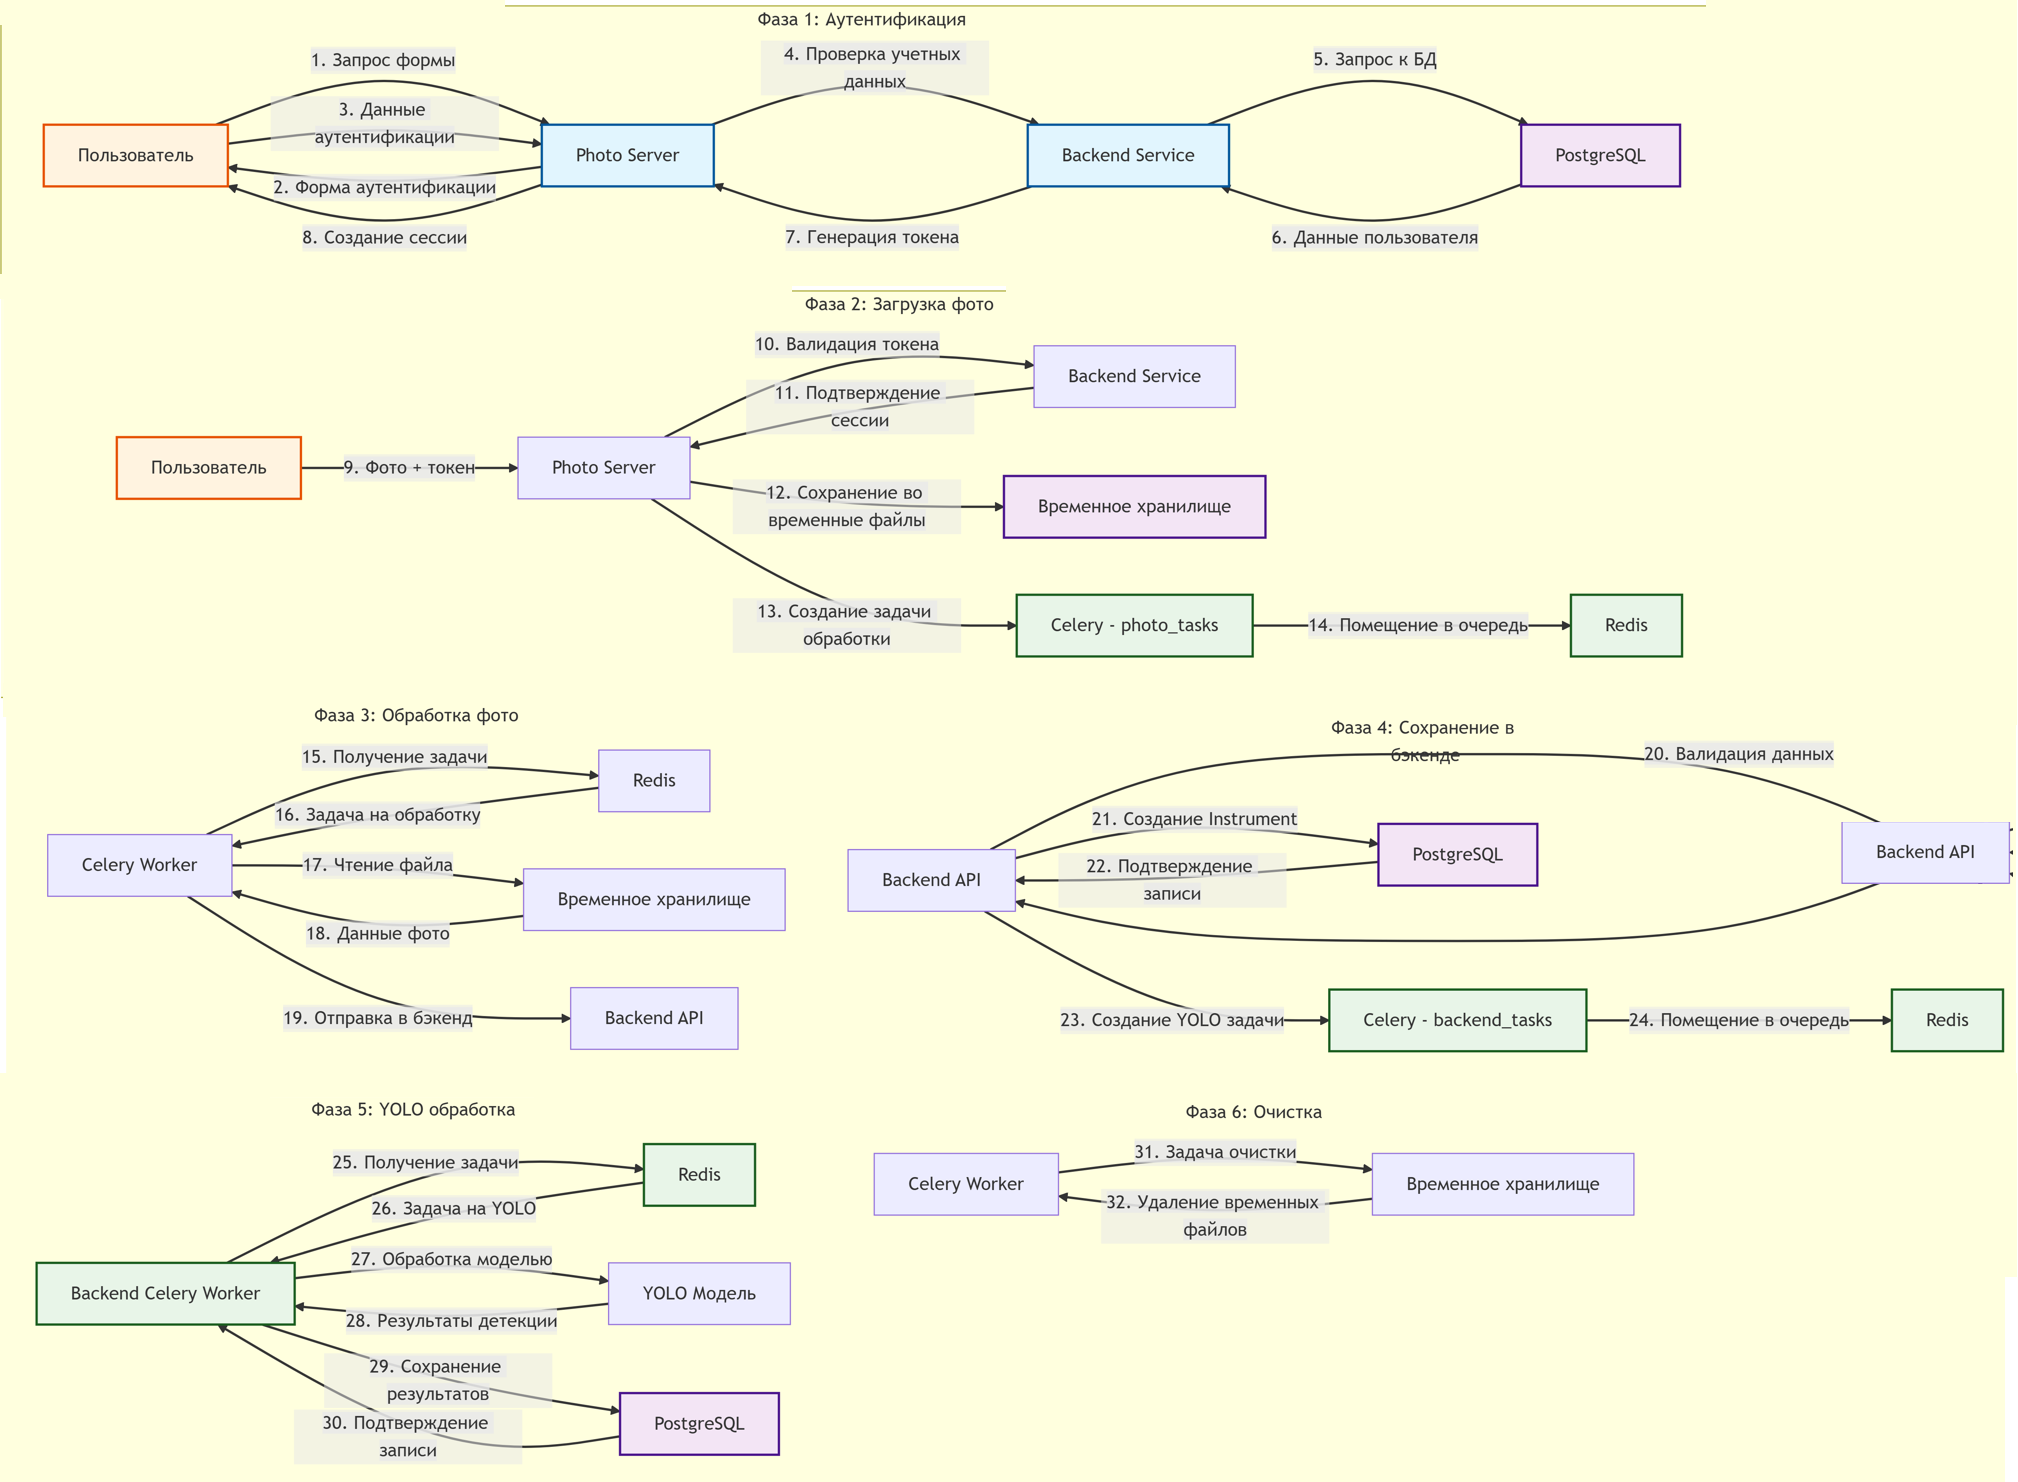 Фаза 1: Аутентификация
1. Запрос формы
4. Проверка учетных
данных
5. Запрос к БД
3. Данные
аутентификации
Пользователь
Photo Server
Backend Service
PostgreSQL
2. Форма аутентификации
8. Создание сессии
7. Генерация токена
6. Данные пользователя
Фаза 2: Загрузка фото
10. Валидация токена
Backend Service
11. Подтверждение
сессии
Пользователь
9. Фото + токен
Photo Server
12. Сохранение во
временные файлы
Временное хранилище
13. Создание задачи
обработки
Celery - photo_tasks
14. Помещение в очередь
Redis
Фаза 3: Обработка фото
15. Получение задачи
Redis
16. Задача на обработку
Celery Worker
17. Чтение файла
Временное хранилище
18. Данные фото
19. Отправка в бэкенд
Backend API
Фаза 4: Сохранение в
бэкенде
20. Валидация данных
21. Создание Instrument
PostgreSQL
Backend API
22. Подтверждение
записи
Backend API
23. Создание YOLO задачи
Celery - backend_tasks
24. Помещение в очередь
Redis
Фаза 5: YOLO обработка
25. Получение задачи
Redis
26. Задача на YOLO
27. Обработка моделью
Backend Celery Worker
YOLO Модель
28. Результаты детекции
29. Сохранение
результатов
30. Подтверждение
записи
PostgreSQL
Фаза 6: Очистка
31. Задача очистки
Celery Worker
Временное хранилище
32. Удаление временных
файлов